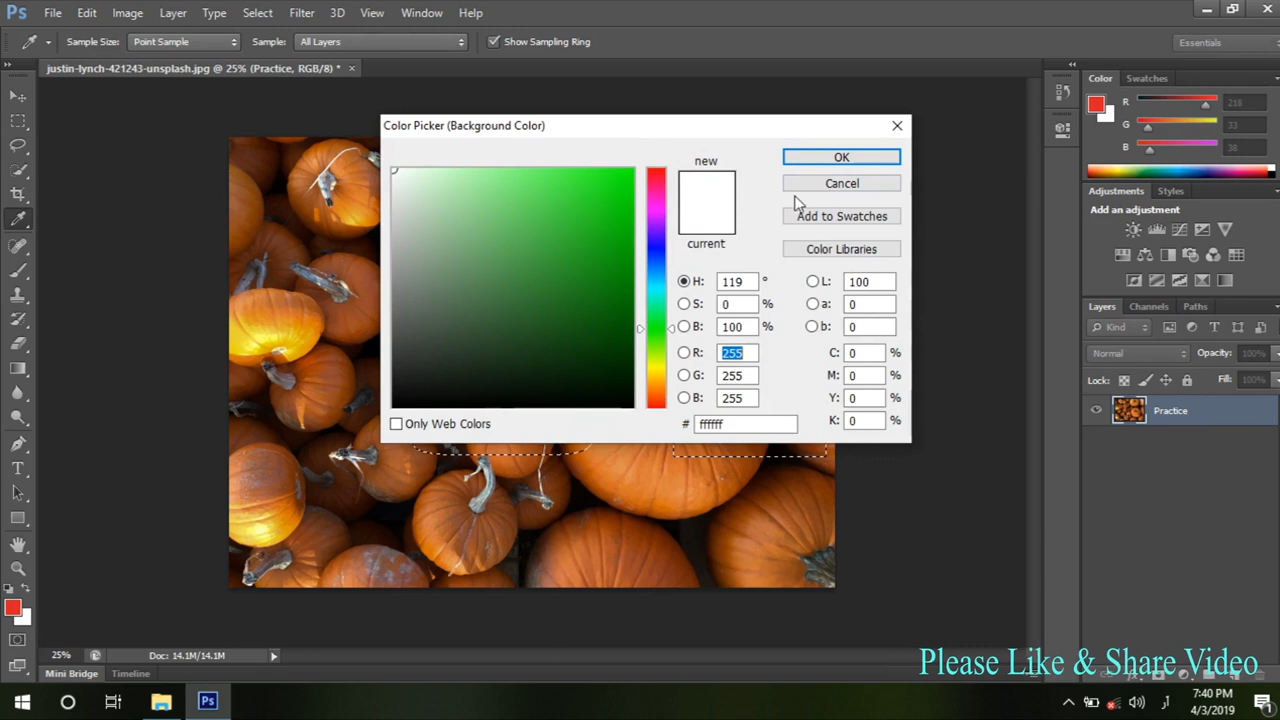 Ps File Edit Image Layer Type Select Filter 3D View Window Help
Sample Size: Point Sample Sample: All Layers Show Sampling Ring Essentials
justin-lynch-421243-unsplash.jpg @ 25% (Practice, RGB/8) *
Color Swatches
R 218
G 33
B 38
Adjustments Styles
Add an adjustment
Layers Channels Paths
Kind
Normal Opacity: 100%
Lock: Fill: 100%
Practice
Color Picker (Background Color)
new
current
OK
Cancel
Add to Swatches
Color Libraries
H: 119 ° L: 100
S: 0 % a: 0
B: 100 % b: 0
R: 255 C: 0 %
G: 255 M: 0 %
B: 255 Y: 0 %
# ffffff K: 0 %
Only Web Colors
25% Doc: 14.1M/14.1M
Mini Bridge Timeline
Please Like & Share Video
Ps
7:40 PM
4/3/2019
1